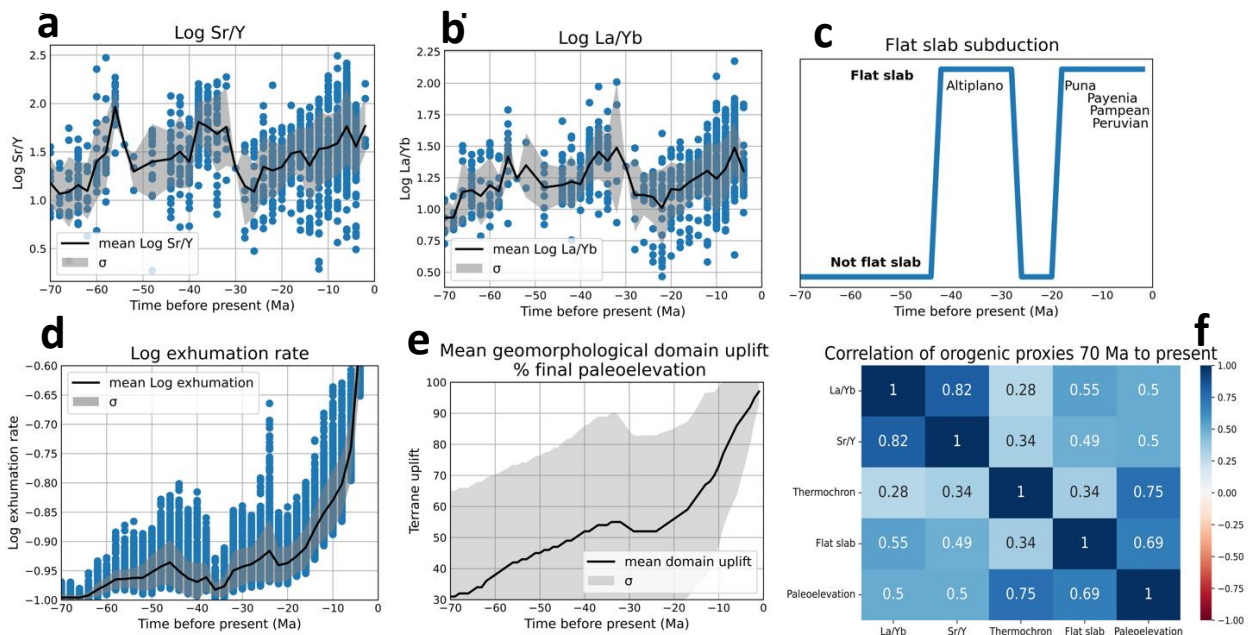 a
Log Sr/Y
2.5
2.0
1.5
1.0
0.5
Log Sr/Y
mean Log Sr/Y
σ
-70 -60 -50 -40 -30 -20 -10 0
Time before present (Ma)
b
Log La/Yb
2.25
2.00
1.75
1.50
1.25
1.00
0.75
0.50
Log La/Yb
mean Log La/Yb
σ
-70 -60 -50 -40 -30 -20 -10 0
Time before present (Ma)
c
Flat slab subduction
Flat slab
Altiplano
Puna
Payenia
Pampean
Peruvian
Not flat slab
-70 -60 -50 -40 -30 -20 -10 0
Time before present (Ma)
d
Log exhumation rate
-0.60
-0.65
-0.70
-0.75
-0.80
-0.85
-0.90
-0.95
-1.00
Log exhumation rate
mean Log exhumation
σ
-70 -60 -50 -40 -30 -20 -10 0
Time before present (Ma)
e
Mean geomorphological domain uplift
% final paleoelevation
100
90
80
70
60
50
40
30
Terrane uplift
mean domain uplift
σ
-70 -60 -50 -40 -30 -20 -10 0
Time before present (Ma)
f
Correlation of orogenic proxies 70 Ma to present
La/Yb 1 0.82 0.28 0.55 0.5
Sr/Y 0.82 1 0.34 0.49 0.5
Thermochron 0.28 0.34 1 0.34 0.75
Flat slab 0.55 0.49 0.34 1 0.69
Paleoelevation 0.5 0.5 0.75 0.69 1
La/Yb Sr/Y Thermochron Flat slab Paleoelevation
1.00
0.75
0.50
0.25
0.00
-0.25
-0.50
-0.75
-1.00